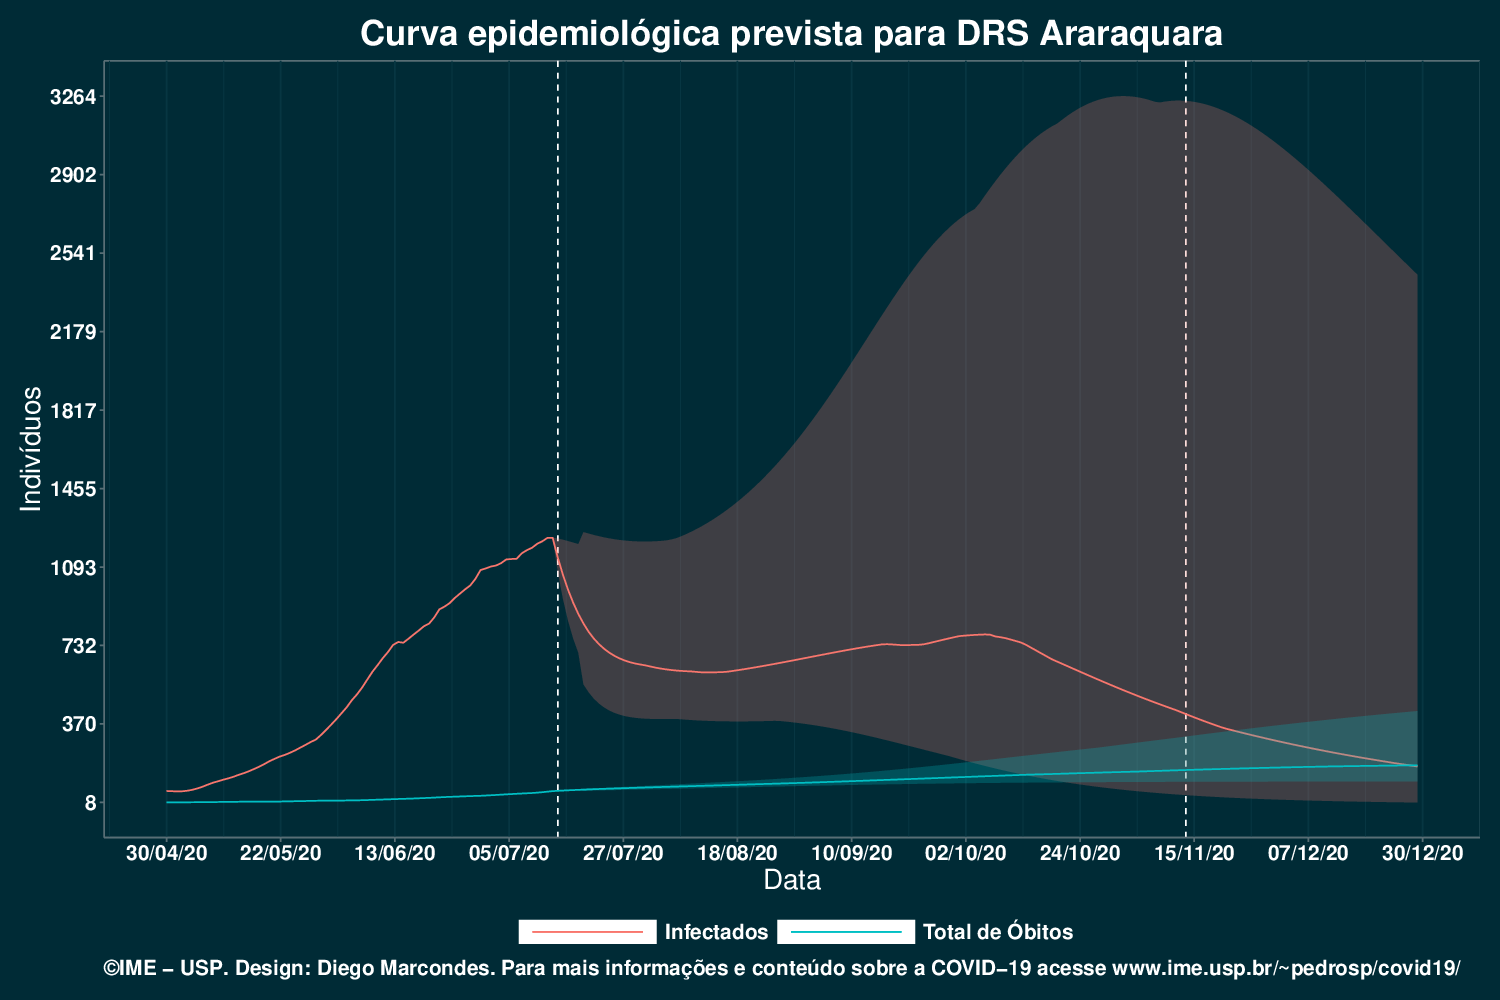 Curva epidemiológica prevista para DRS Araraquara
3264
2902
2541
2179
1817
1455
1093
732
370
8
Indivíduos
30/04/20 22/05/20 13/06/20 05/07/20 27/07/20 18/08/20 10/09/20 02/10/20 24/10/20 15/11/20 07/12/20 30/12/20
Data
Infectados Total de Óbitos
©IME − USP. Design: Diego Marcondes. Para mais informações e conteúdo sobre a COVID−19 acesse www.ime.usp.br/~pedrosp/covid19/